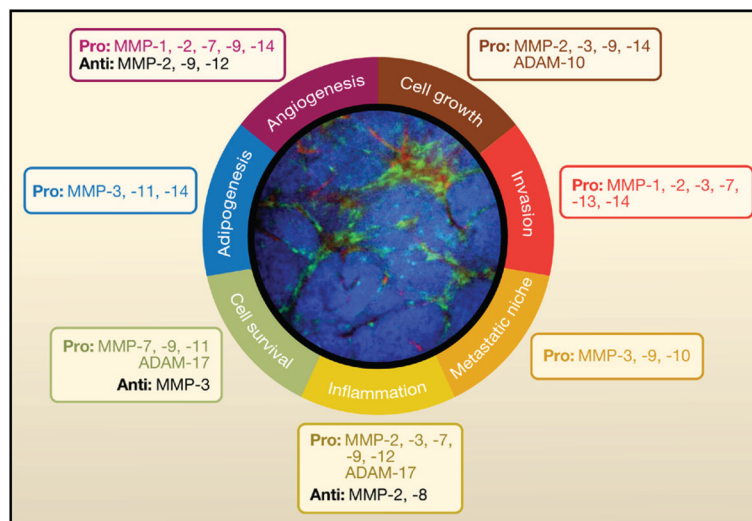 Pro: MMP-1, -2, -7, -9, -14
Anti: MMP-2, -9, -12
Pro: MMP-2, -3, -9, -14
ADAM-10
Angiogenesis
Cell growth
Pro: MMP-3, -11, -14
Adipogenesis
Invasion
Pro: MMP-1, -2, -3, -7,
-13, -14
Pro: MMP-7, -9, -11
ADAM-17
Anti: MMP-3
Cell survival
Inflammation
Metastatic niche
Pro: MMP-3, -9, -10
Pro: MMP-2, -3, -7,
-9, -12
ADAM-17
Anti: MMP-2, -8